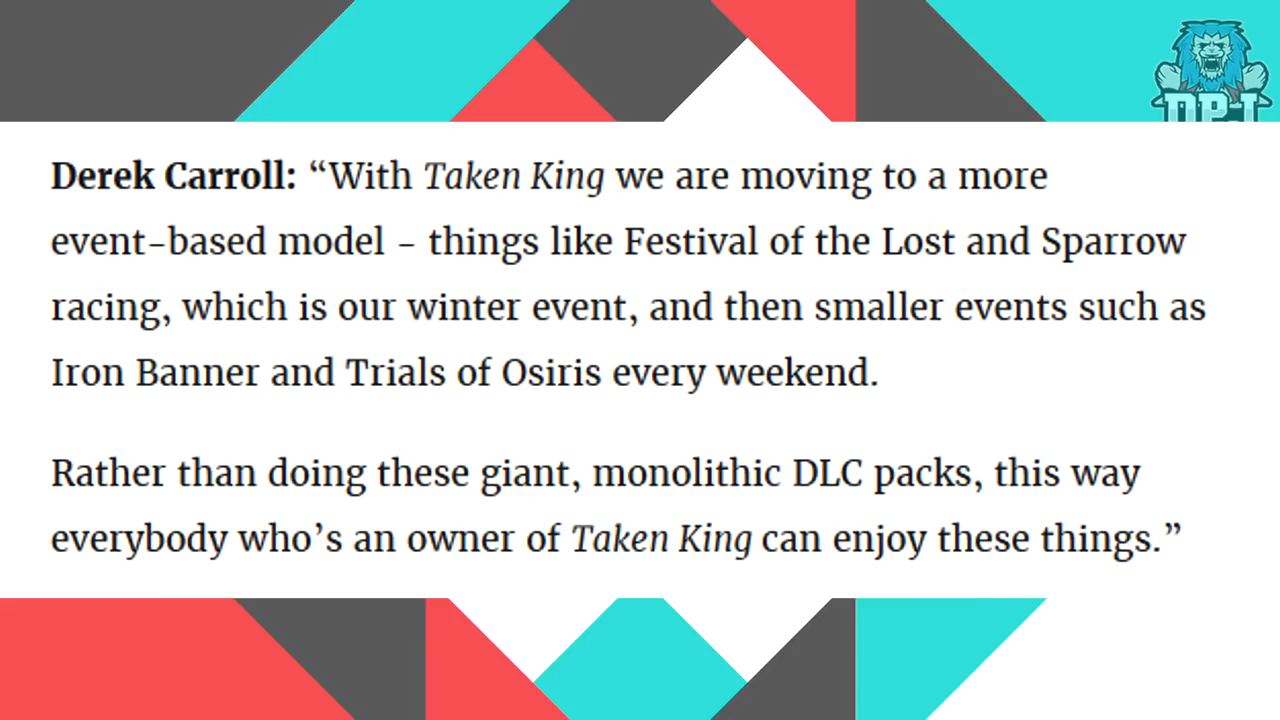 Derek Carroll: “With Taken King we are moving to a more
event-based model – things like Festival of the Lost and Sparrow
racing, which is our winter event, and then smaller events such as
Iron Banner and Trials of Osiris every weekend.
Rather than doing these giant, monolithic DLC packs, this way
everybody who’s an owner of Taken King can enjoy these things.”